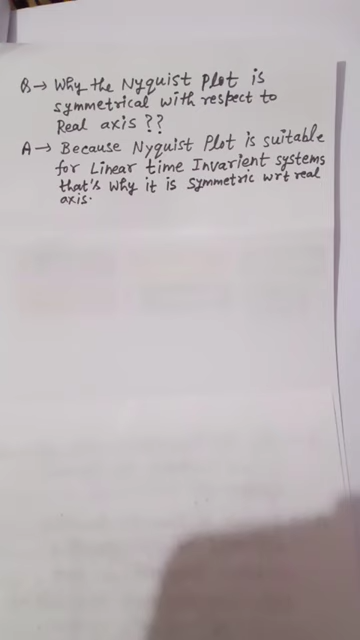 Q→ Why the Nyquist Plot is
symmetrical with respect to
Real axis ??
A→ Because Nyquist Plot is suitable
for Linear time Invarient systems
that's why it is symmetric wrt real
axis.